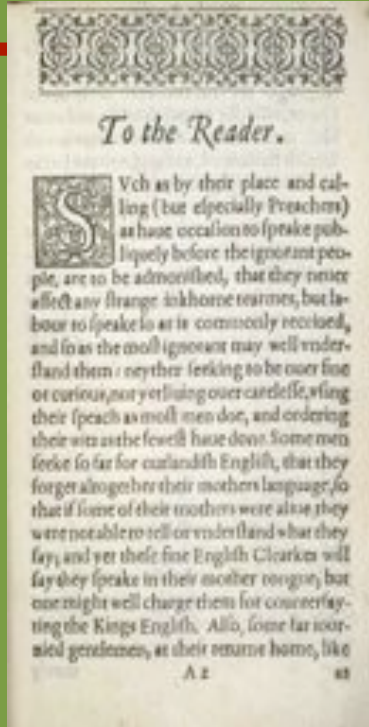 To the Reader.
SVch as by their place and cal-
ling (but eſpecially Preachers)
as haue occaſion to ſpeake pub-
liquely before the ignorant peo-
ple, are to be admoniſhed, that they neuer
affect any ſtrange inkhorne tearmes, but la-
bour to ſpeake ſo as is commonly receiued,
and ſo as the moſt ignorant may well vnder-
ſtand them: neyther ſeeking to be ouer fine
or curious, nor yet liuing ouer careleſſe, vſing
their ſpeach as moſt men doe, and ordering
their wits as the feweſt haue done. Some men
ſeeke ſo far for outlandiſh Engliſh, that they
forget altogether their mothers language, ſo
that if ſome of their mothers were aliue, they
were not able to tell or vnderſtand what they
ſay, and yet theſe fine Engliſh Clearkes will
ſay they ſpeake in their mother tongue; but
one might well charge them for counterfay-
ting the Kings Engliſh. Alſo, ſome far iour-
nied gentlemen, at their returne home, like
A 2 as